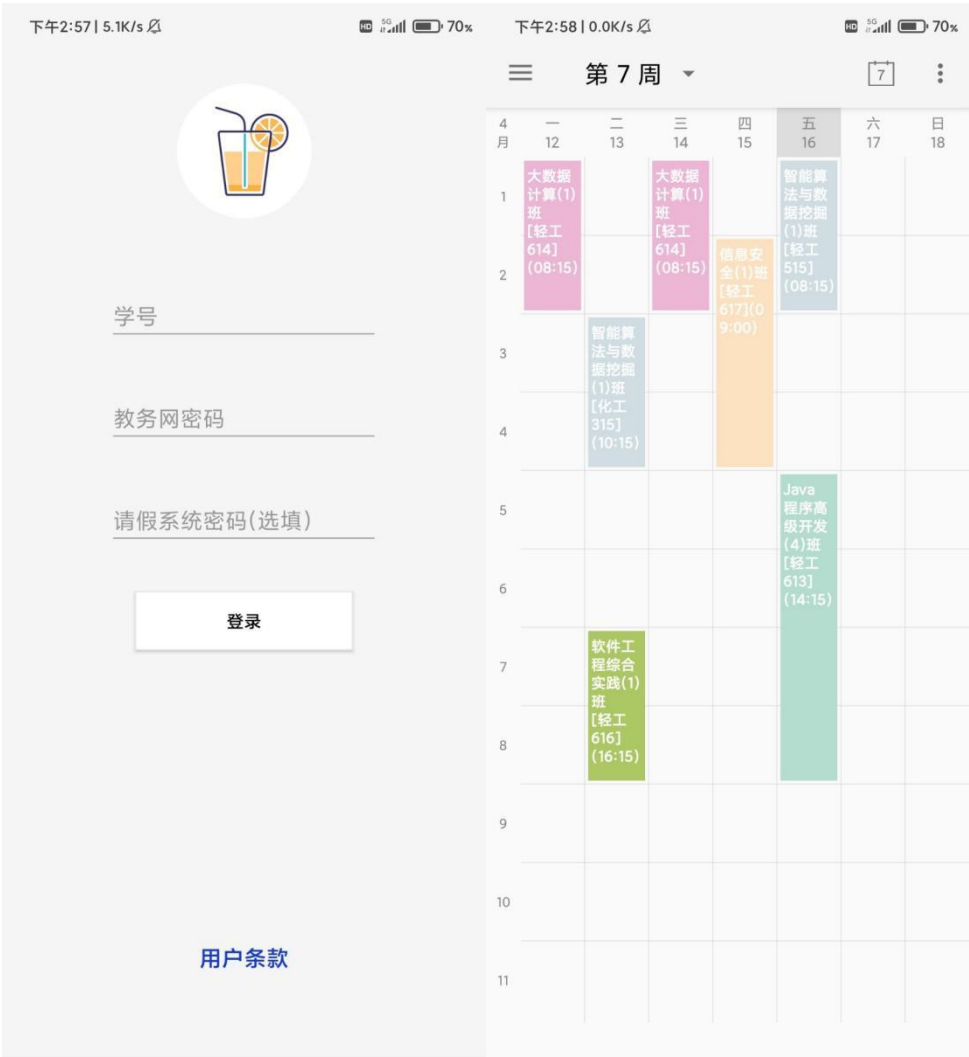 下午2:57 | 5.1K/s
HD 5G 70%
学号
教务网密码
请假系统密码(选填)
登录
用户条款
下午2:58 | 0.0K/s
HD 5G 70%
第 7 周
7
4
月
一
12
二
13
三
14
四
15
五
16
六
17
日
18
1
2
3
4
5
6
7
8
9
10
11
大数据
计算(1)
班
[轻工
614]
(08:15)
智能算
法与数
据挖掘
(1)班
[化工
315]
(10:15)
软件工
程综合
实践(1)
班
[轻工
616]
(16:15)
大数据
计算(1)
班
[轻工
614]
(08:15)
信息安
全(1)班
[轻工
617](0
9:00)
智能算
法与数
据挖掘
(1)班
[轻工
515]
(08:15)
Java
程序高
级开发
(4)班
[轻工
613]
(14:15)